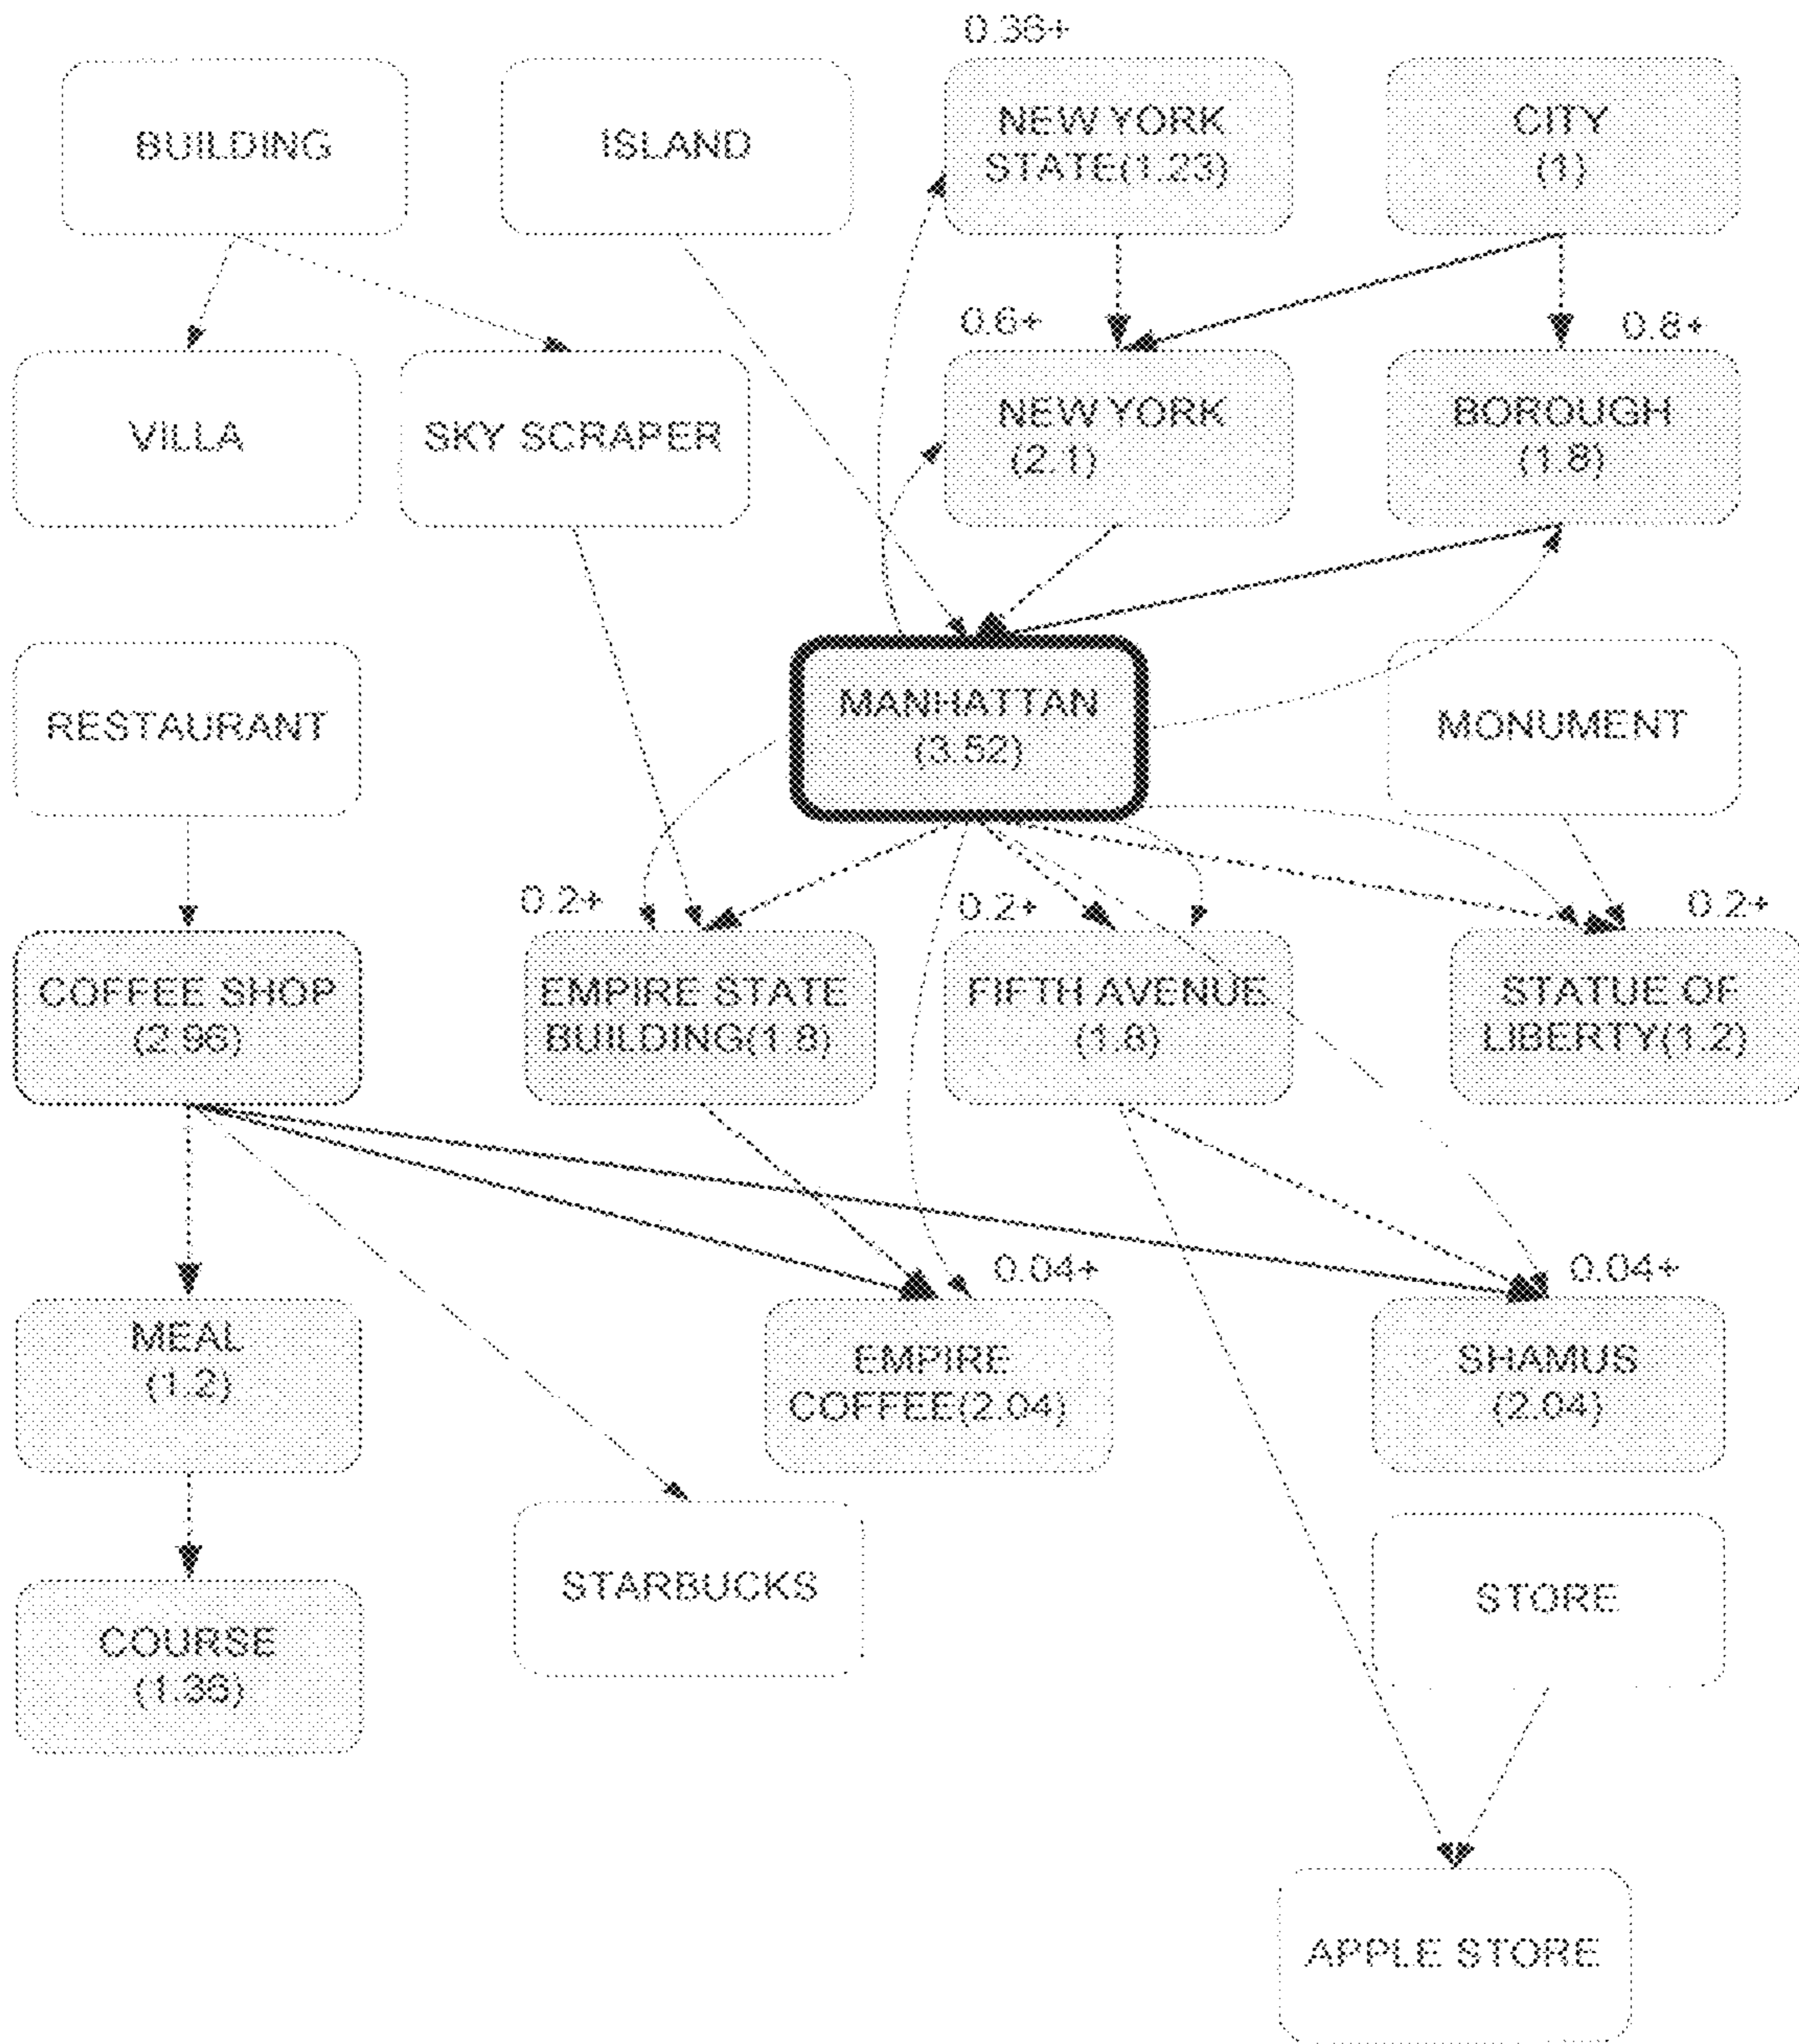 0.36+
BUILDING
ISLAND
NEW YORK
STATE(1.23)
CITY
(1)
0.6+
0.8+
VILLA
SKY SCRAPER
NEW YORK
(2.1)
BOROUGH
(1.8)
RESTAURANT
MANHATTAN
(3.52)
MONUMENT
0.2+
0.2+
0.2+
COFFEE SHOP
(2.96)
EMPIRE STATE
BUILDING(1.8)
FIFTH AVENUE
(1.8)
STATUE OF
LIBERTY(1.2)
0.04+
0.04+
MEAL
(1.2)
EMPIRE
COFFEE(2.04)
SHAMUS
(2.04)
STARBUCKS
STORE
COURSE
(1.36)
APPLE STORE